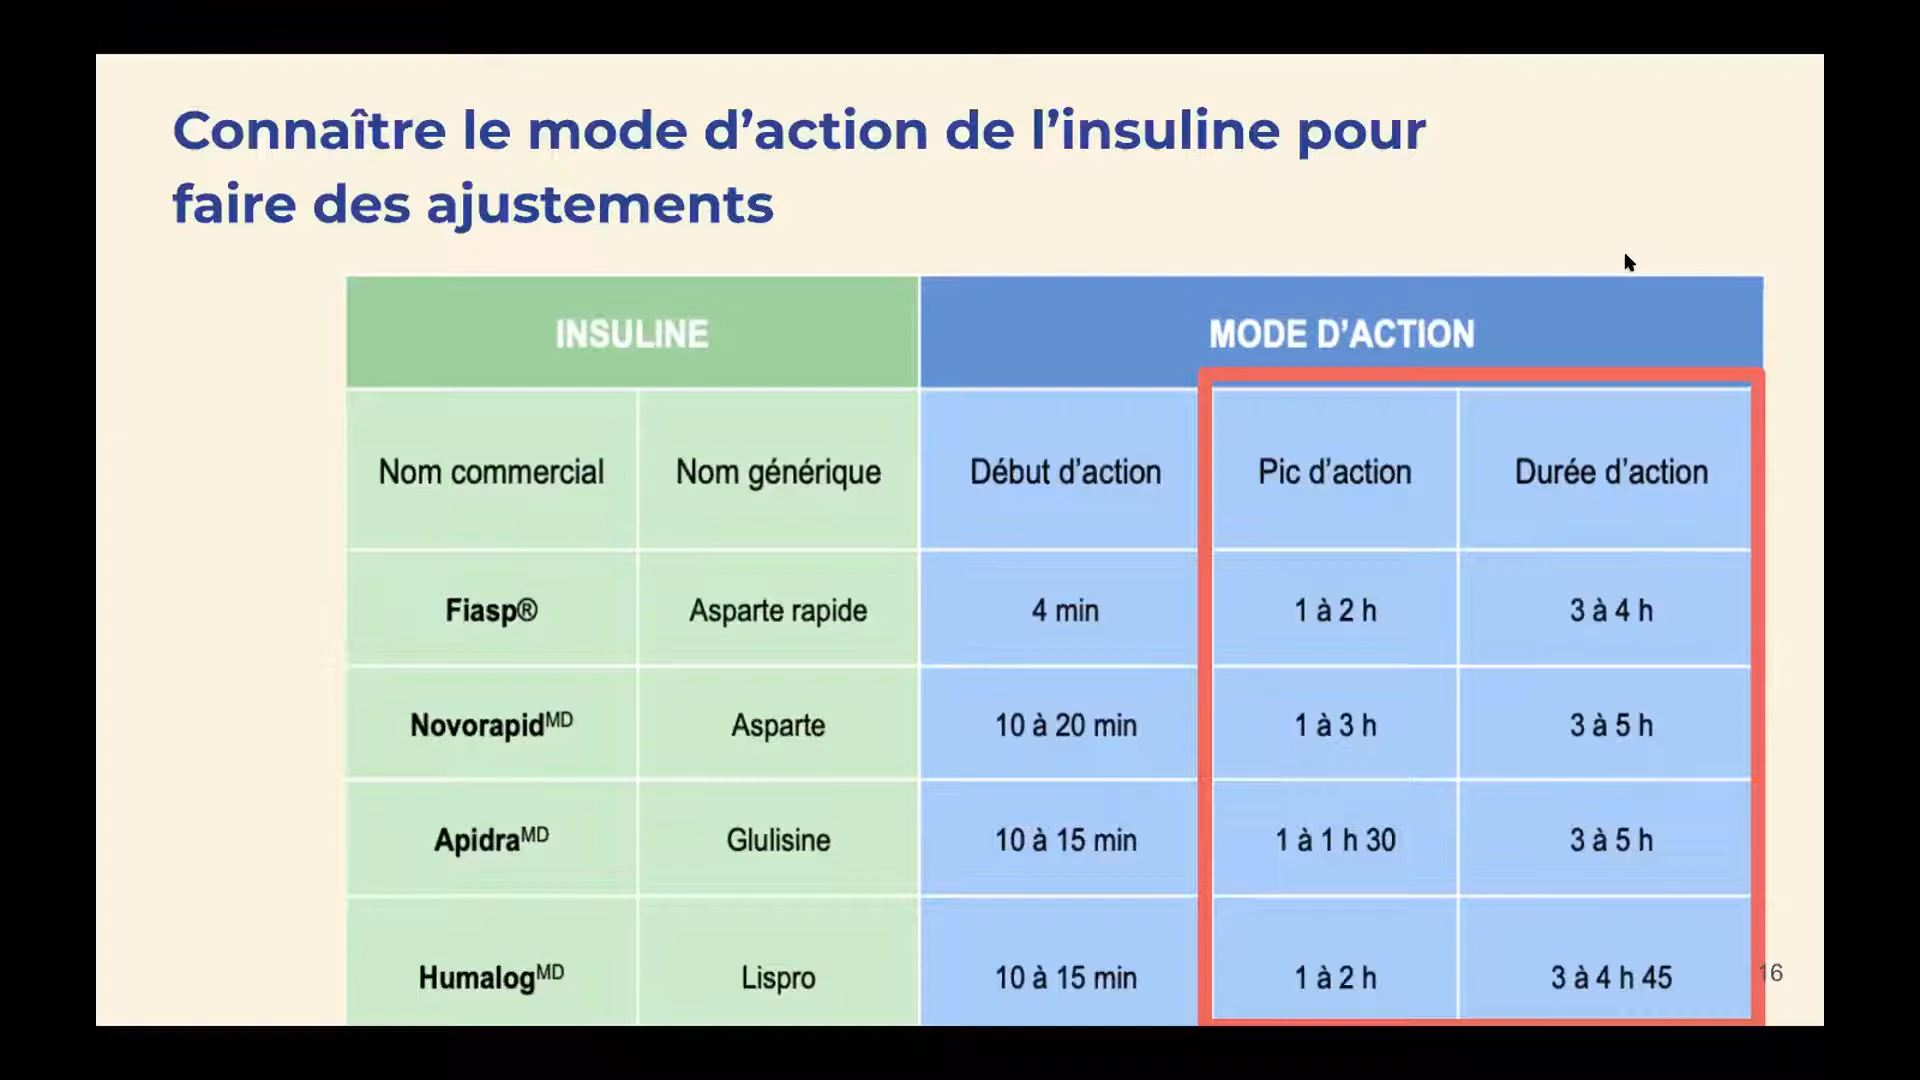 Connaître le mode d’action de l’insuline pour
faire des ajustements
INSULINE MODE D’ACTION
Nom commercial Nom générique Début d’action Pic d’action Durée d’action
Fiasp® Asparte rapide 4 min 1 à 2 h 3 à 4 h
NovorapidMD Asparte 10 à 20 min 1 à 3 h 3 à 5 h
ApidraMD Glulisine 10 à 15 min 1 à 1 h 30 3 à 5 h
HumalogMD Lispro 10 à 15 min 1 à 2 h 3 à 4 h 45
16